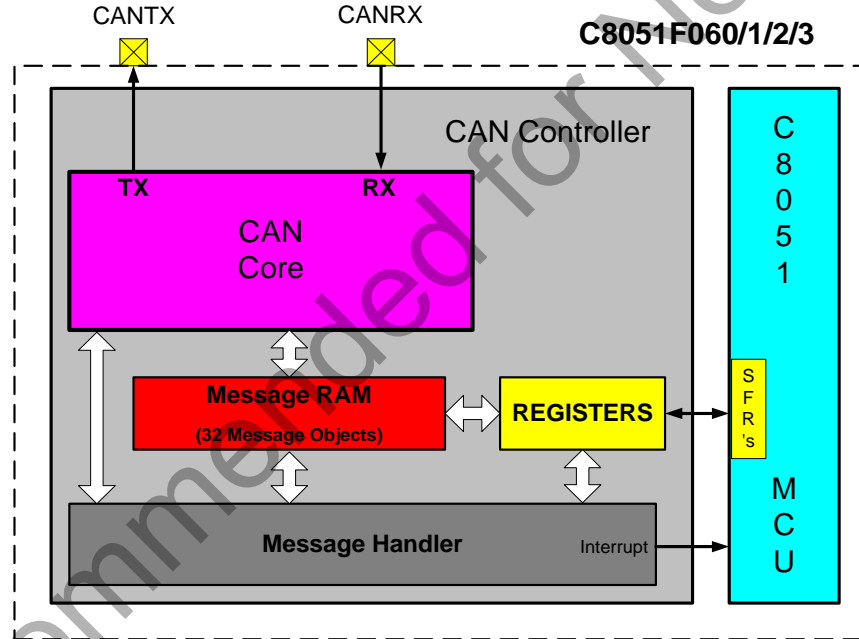 CANTX
CANRX
C8051F060/1/2/3
CAN Controller
TX
RX
CAN
Core
Message RAM
(32 Message Objects)
REGISTERS
Message Handler
Interrupt
C
8
0
5
1
S
F
R
's
M
C
U